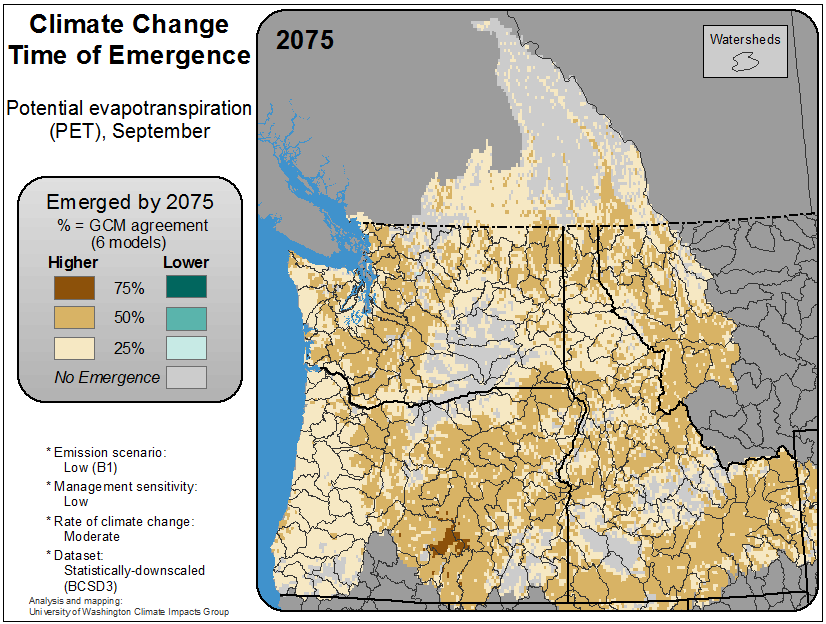 Climate Change
Time of Emergence
Potential evapotranspiration
(PET), September
Emerged by 2075
% = GCM agreement
(6 models)
Higher Lower
75%
50%
25%
No Emergence
* Emission scenario:
Low (B1)
* Management sensitivity:
Low
* Rate of climate change:
Moderate
* Dataset:
Statistically-downscaled
(BCSD3)
Analysis and mapping:
University of Washington Climate Impacts Group
2075
Watersheds